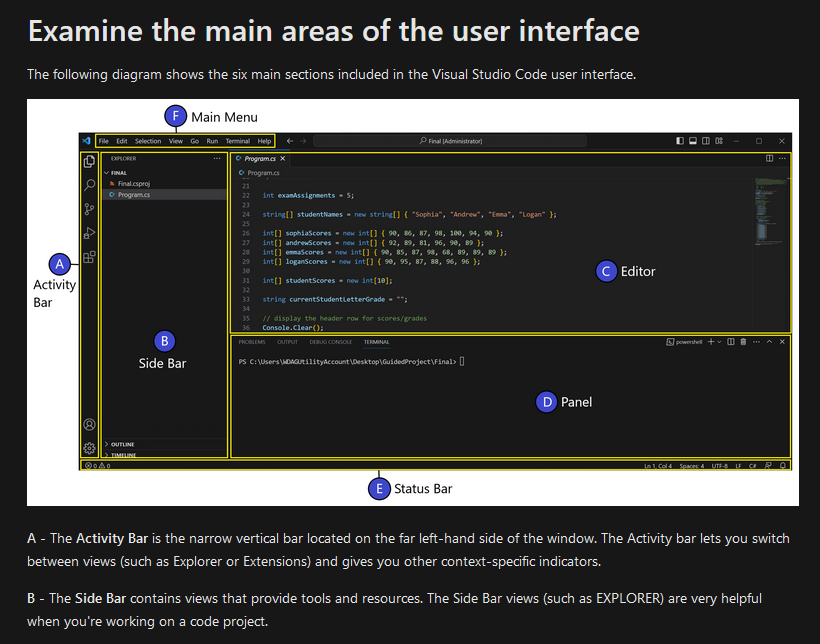 Examine the main areas of the user interface
The following diagram shows the six main sections included in the Visual Studio Code user interface.
F Main Menu
File Edit Selection View Go Run Terminal Help
Final [Administrator]
EXPLORER
FINAL
Final.csproj
Program.cs
Program.cs
Program.cs
21
22 int examAssignments = 5;
23
24 string[] studentNames = new string[] { "Sophia", "Andrew", "Emma", "Logan" };
25
26 int[] sophiaScores = new int[] { 90, 86, 87, 98, 100, 94, 90 };
27 int[] andrewScores = new int[] { 92, 89, 81, 96, 90, 89 };
28 int[] emmaScores = new int[] { 90, 85, 87, 98, 68, 89, 89, 89 };
29 int[] loganScores = new int[] { 90, 95, 87, 88, 96, 96 };
30
31 int[] studentScores = new int[10];
32
33 string currentStudentLetterGrade = "";
34
35 // display the header row for scores/grades
36 Console.Clear();
A
Activity
Bar
B
Side Bar
C Editor
PROBLEMS OUTPUT DEBUG CONSOLE TERMINAL
powershell
PS C:\Users\WDAGUtilityAccount\Desktop\GuidedProject\Final>
D Panel
OUTLINE
TIMELINE
0 0
Ln 1, Col 4 Spaces: 4 UTF-8 LF C#
E Status Bar
A - The Activity Bar is the narrow vertical bar located on the far left-hand side of the window. The Activity bar lets you switch
between views (such as Explorer or Extensions) and gives you other context-specific indicators.
B - The Side Bar contains views that provide tools and resources. The Side Bar views (such as EXPLORER) are very helpful
when you're working on a code project.